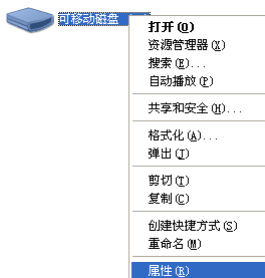 可移动磁盘
打开(O)
资源管理器(X)
搜索(E)...
自动播放(P)
共享和安全(H)...
格式化(A)...
弹出(J)
剪切(T)
复制(C)
创建快捷方式(S)
重命名(M)
属性(R)